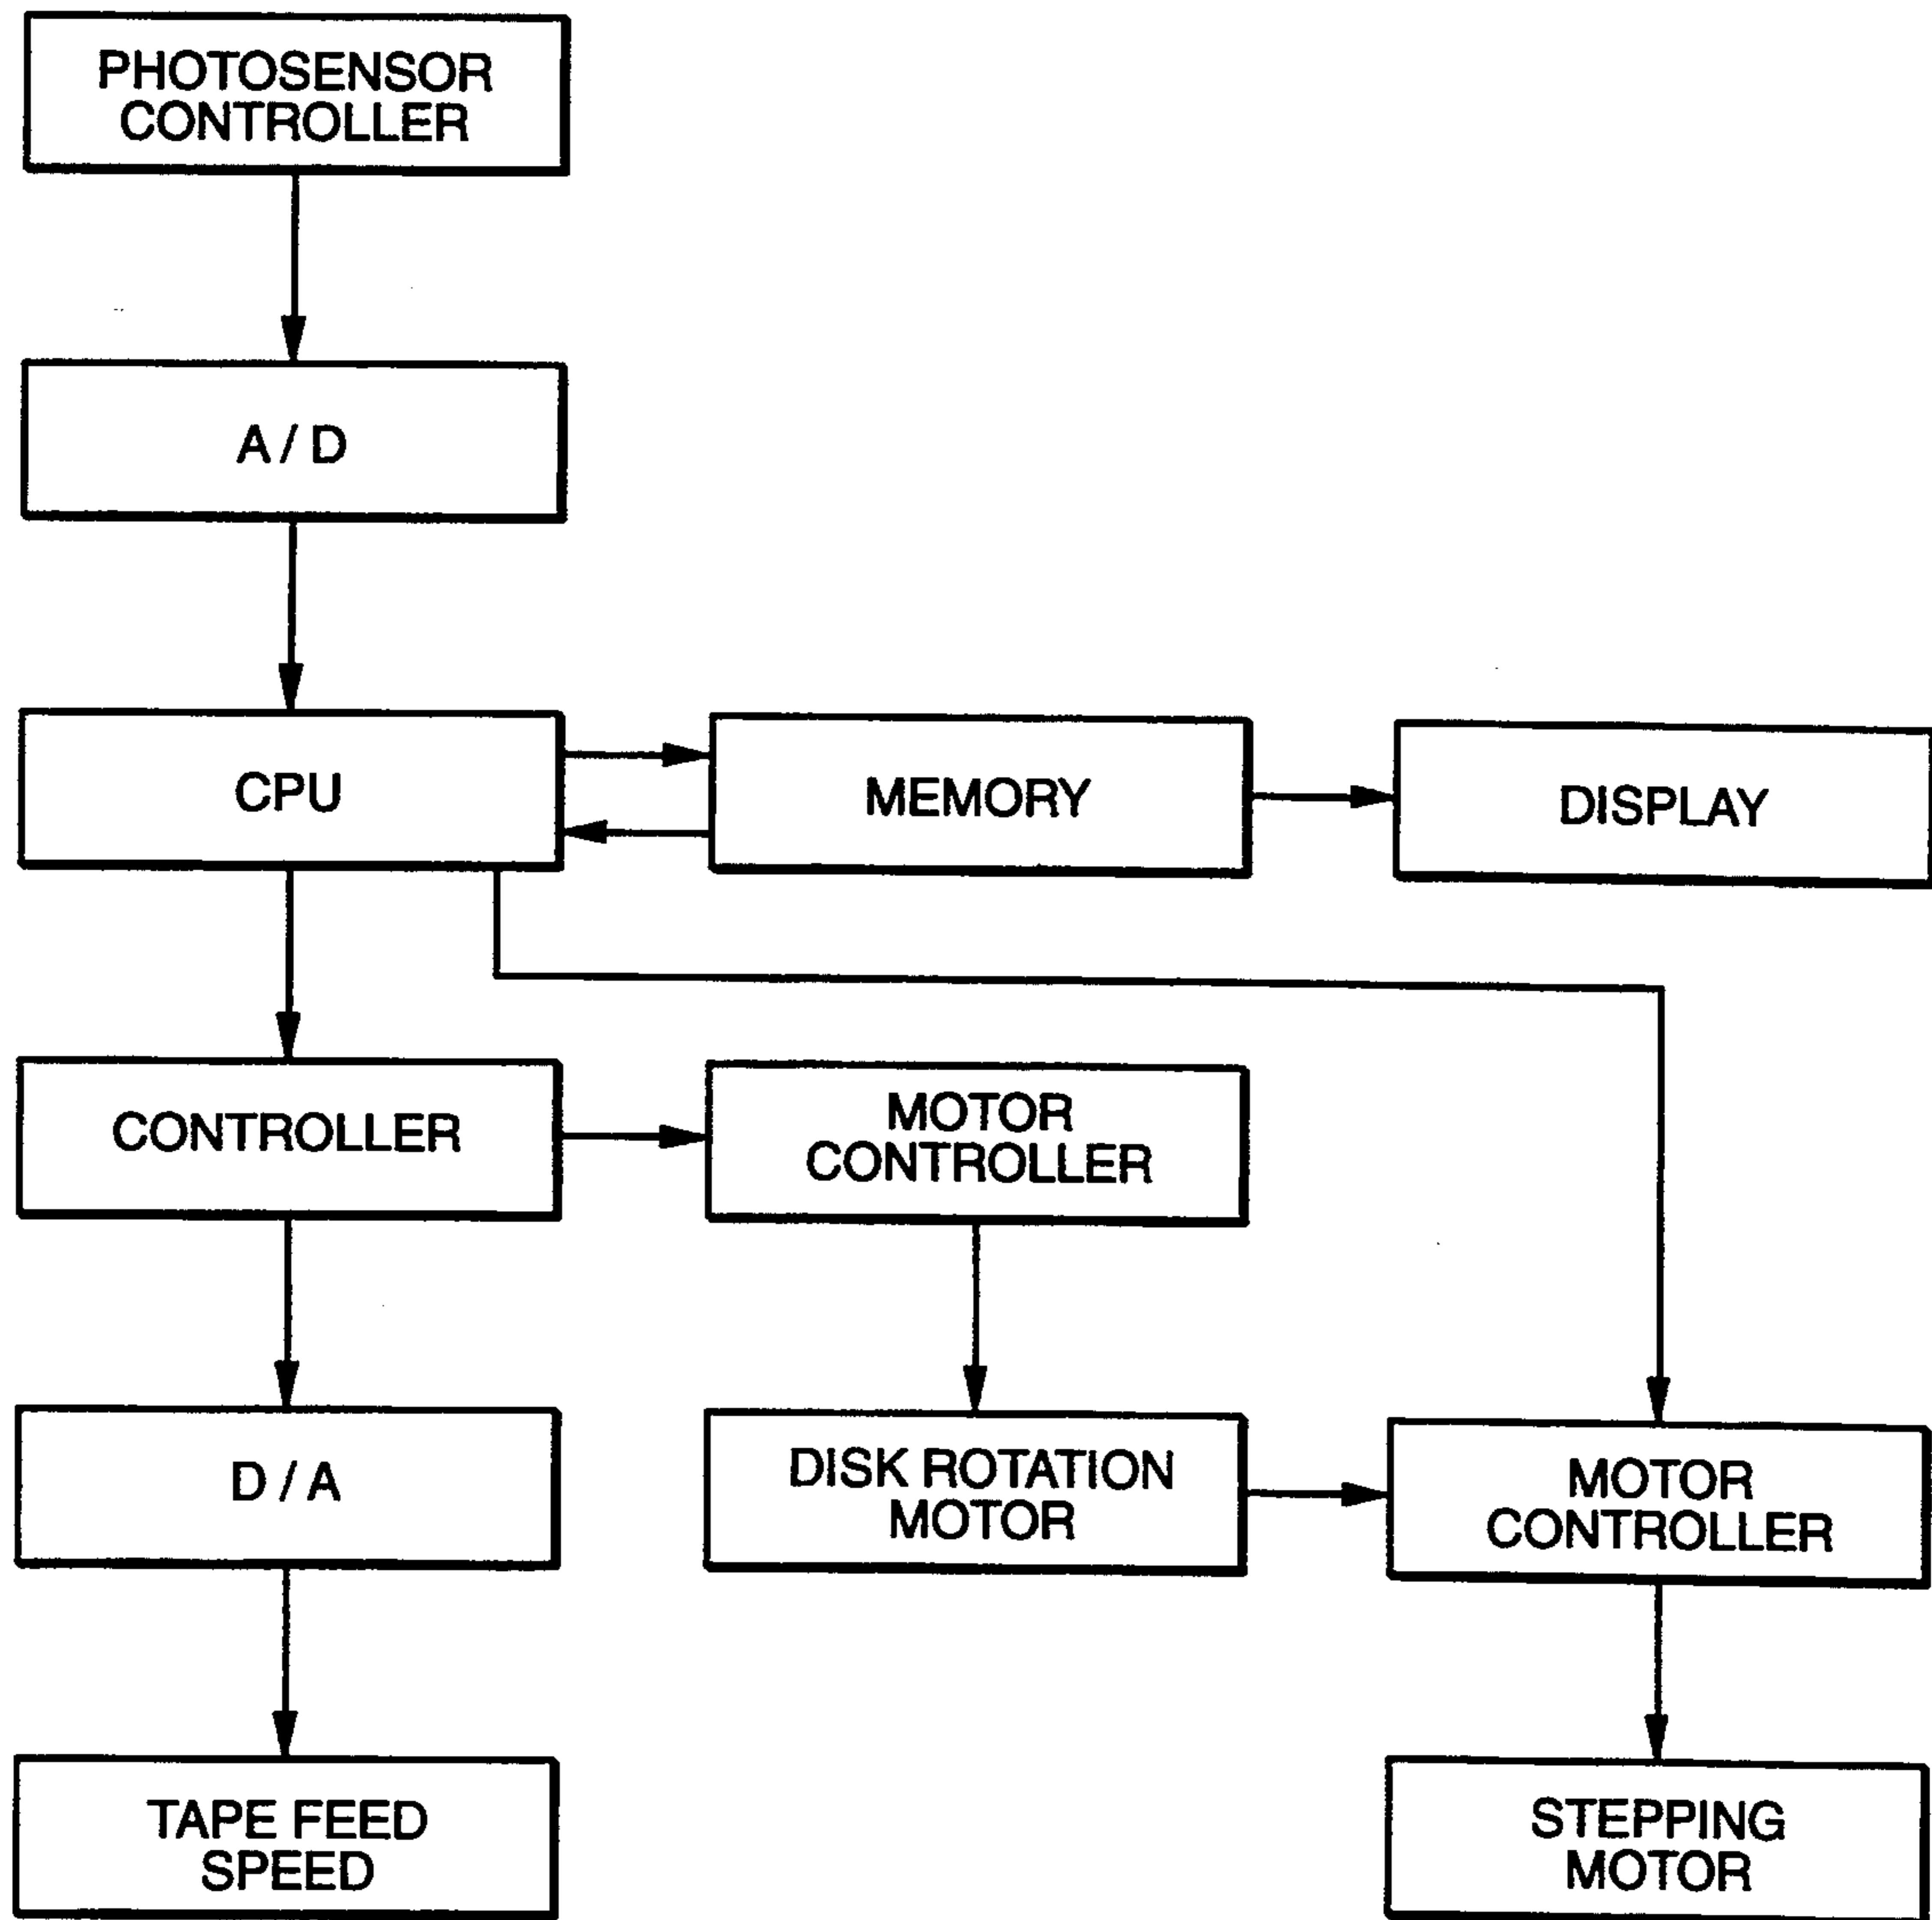 PHOTOSENSOR
CONTROLLER
A / D
CPU
MEMORY
DISPLAY
CONTROLLER
MOTOR
CONTROLLER
D / A
DISK ROTATION
MOTOR
MOTOR
CONTROLLER
TAPE FEED
SPEED
STEPPING
MOTOR